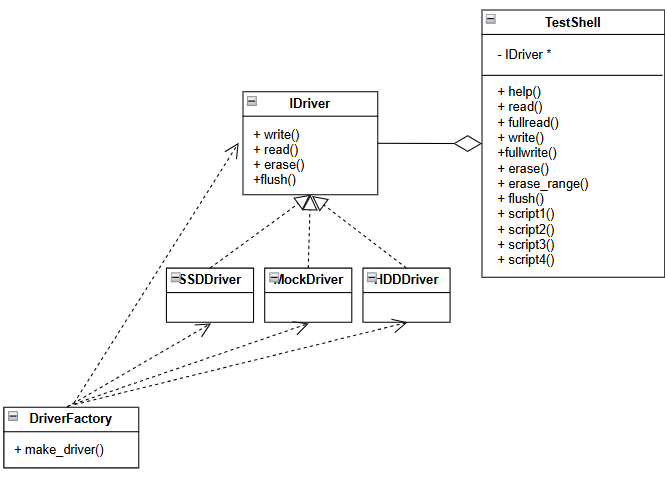 TestShell
- IDriver *
+ help()
+ read()
+ fullread()
+ write()
+fullwrite()
+ erase()
+ erase_range()
+ flush()
+ script1()
+ script2()
+ script3()
+ script4()
IDriver
+ write()
+ read()
+ erase()
+flush()
SSDDriver
MockDriver
HDDDriver
DriverFactory
+ make_driver()